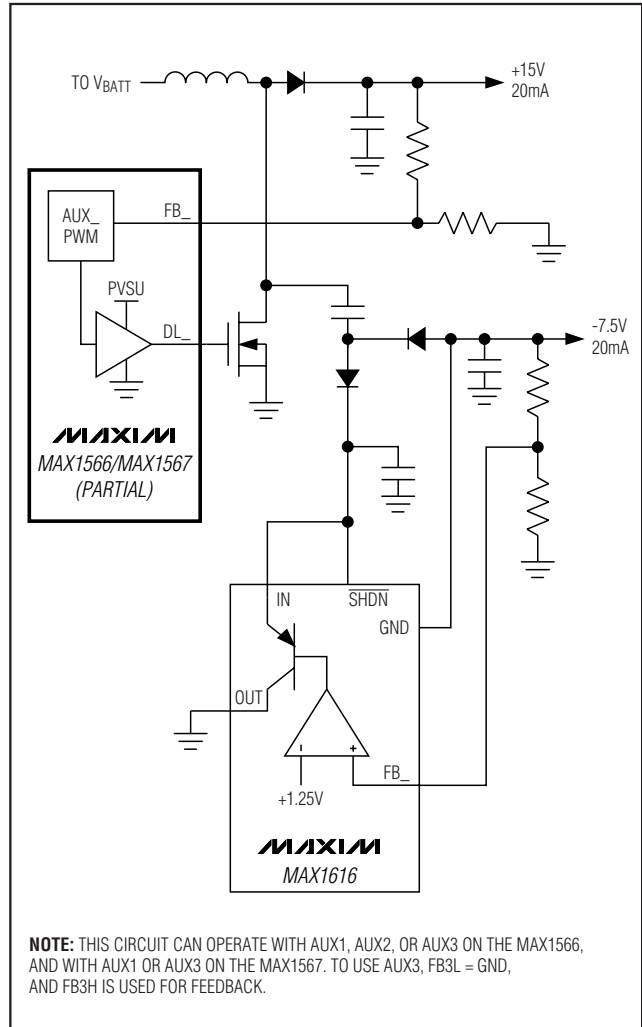 TO VBATT
+15V
20mA
AUX_
PWM
FB_
PVSU
DL_
-7.5V
20mA
MAXIM
MAX1566/MAX1567
(PARTIAL)
IN
SHDN
GND
OUT
-
+
FB_
+1.25V
MAXIM
MAX1616
NOTE: THIS CIRCUIT CAN OPERATE WITH AUX1, AUX2, OR AUX3 ON THE MAX1566,
AND WITH AUX1 OR AUX3 ON THE MAX1567. TO USE AUX3, FB3L = GND,
AND FB3H IS USED FOR FEEDBACK.